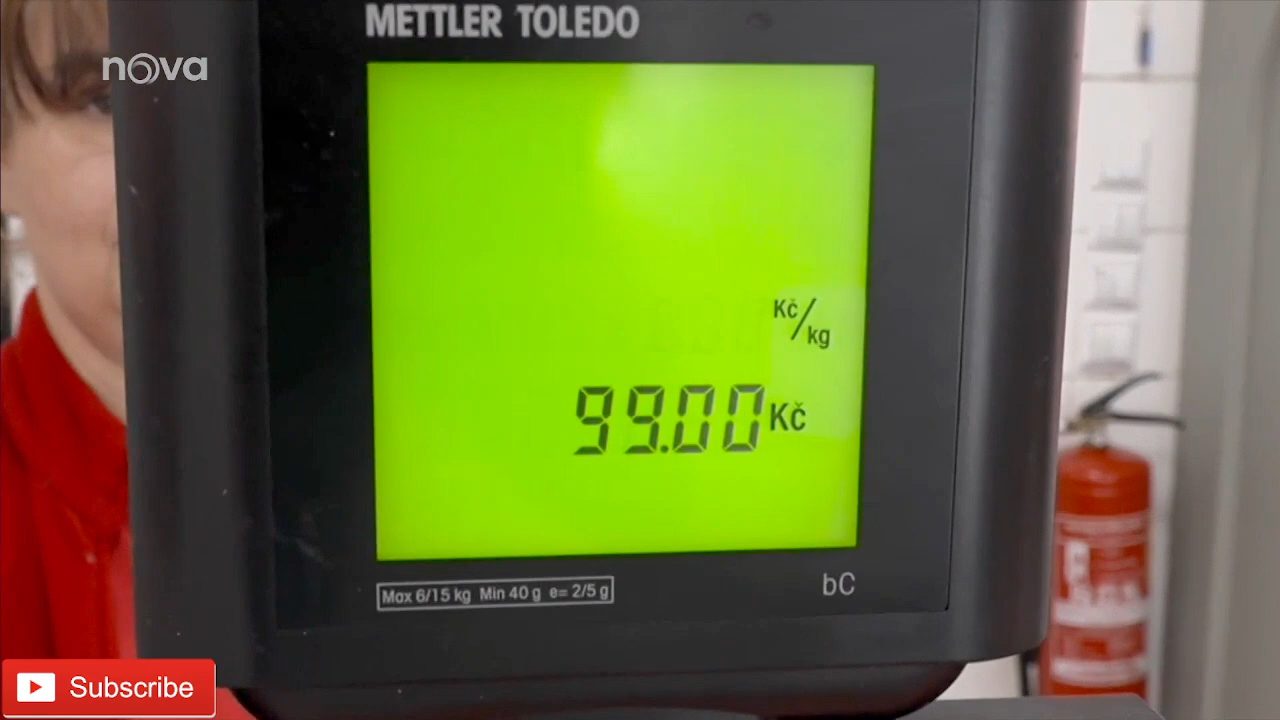 METTLER TOLEDO
nova
Kč/kg
99.00 Kč
Max 6/15 kg Min 40 g e= 2/5 g
bC
Subscribe